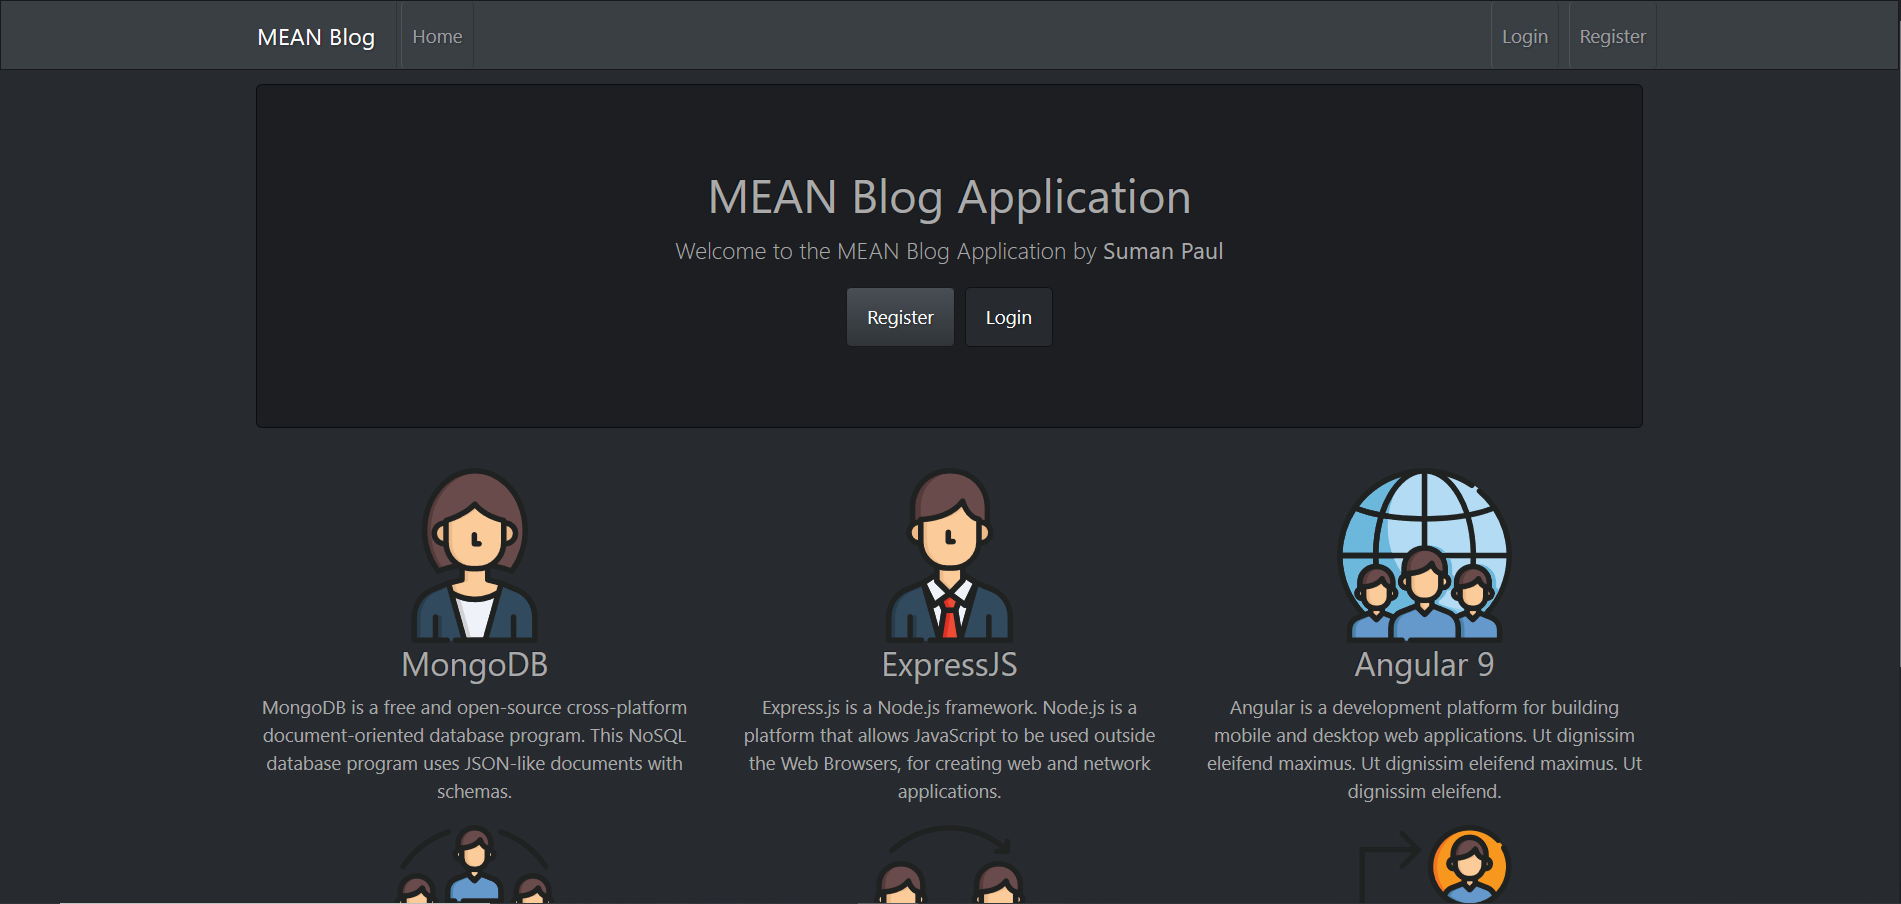 MEAN Blog Home Login Register
MEAN Blog Application
Welcome to the MEAN Blog Application by Suman Paul
Register Login
MongoDB
MongoDB is a free and open-source cross-platform
document-oriented database program. This NoSQL
database program uses JSON-like documents with
schemas.
ExpressJS
Express.js is a Node.js framework. Node.js is a
platform that allows JavaScript to be used outside
the Web Browsers, for creating web and network
applications.
Angular 9
Angular is a development platform for building
mobile and desktop web applications. Ut dignissim
eleifend maximus. Ut dignissim eleifend maximus. Ut
dignissim eleifend.